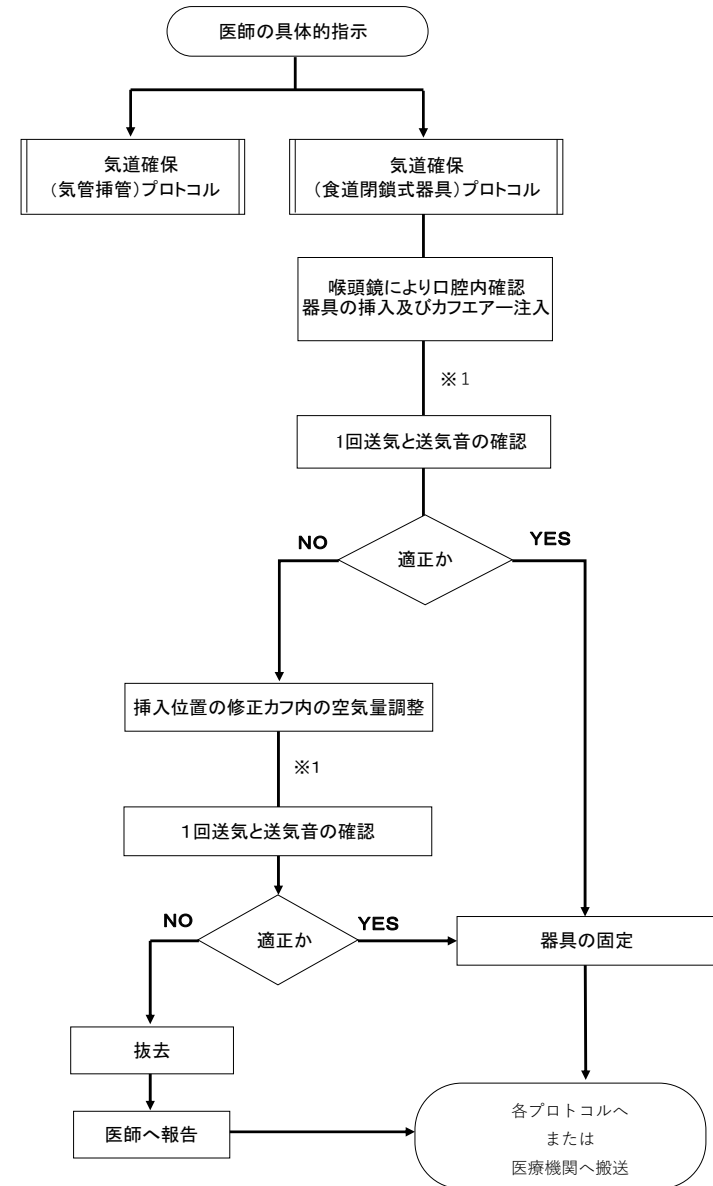 医師の具体的指示
気道確保
（気管挿管）プロトコル
気道確保
（食道閉鎖式器具）プロトコル
喉頭鏡により口腔内確認
器具の挿入及びカフエアー注入
※1
1回送気と送気音の確認
NO
YES
適正か
挿入位置の修正カフ内の空気量調整
※1
1回送気と送気音の確認
NO
YES
適正か
器具の固定
抜去
医師へ報告
各プロトコルへ
または
医療機関へ搬送